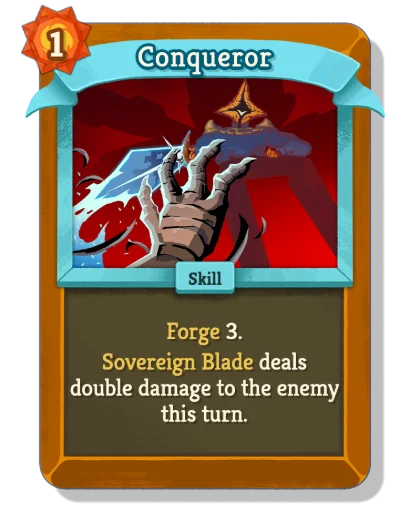 1
Conqueror
Skill
Forge 3.
Sovereign Blade deals
double damage to the enemy
this turn.